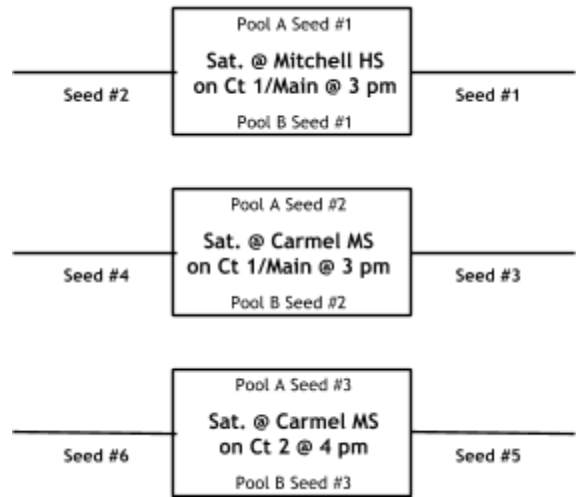 Pool A Seed #1
Sat. @ Mitchell HS
on Ct 1/Main @ 3 pm
Pool B Seed #1
Seed #2
Seed #1
Pool A Seed #2
Sat. @ Carmel MS
on Ct 1/Main @ 3 pm
Pool B Seed #2
Seed #4
Seed #3
Pool A Seed #3
Sat. @ Carmel MS
on Ct 2 @ 4 pm
Pool B Seed #3
Seed #6
Seed #5